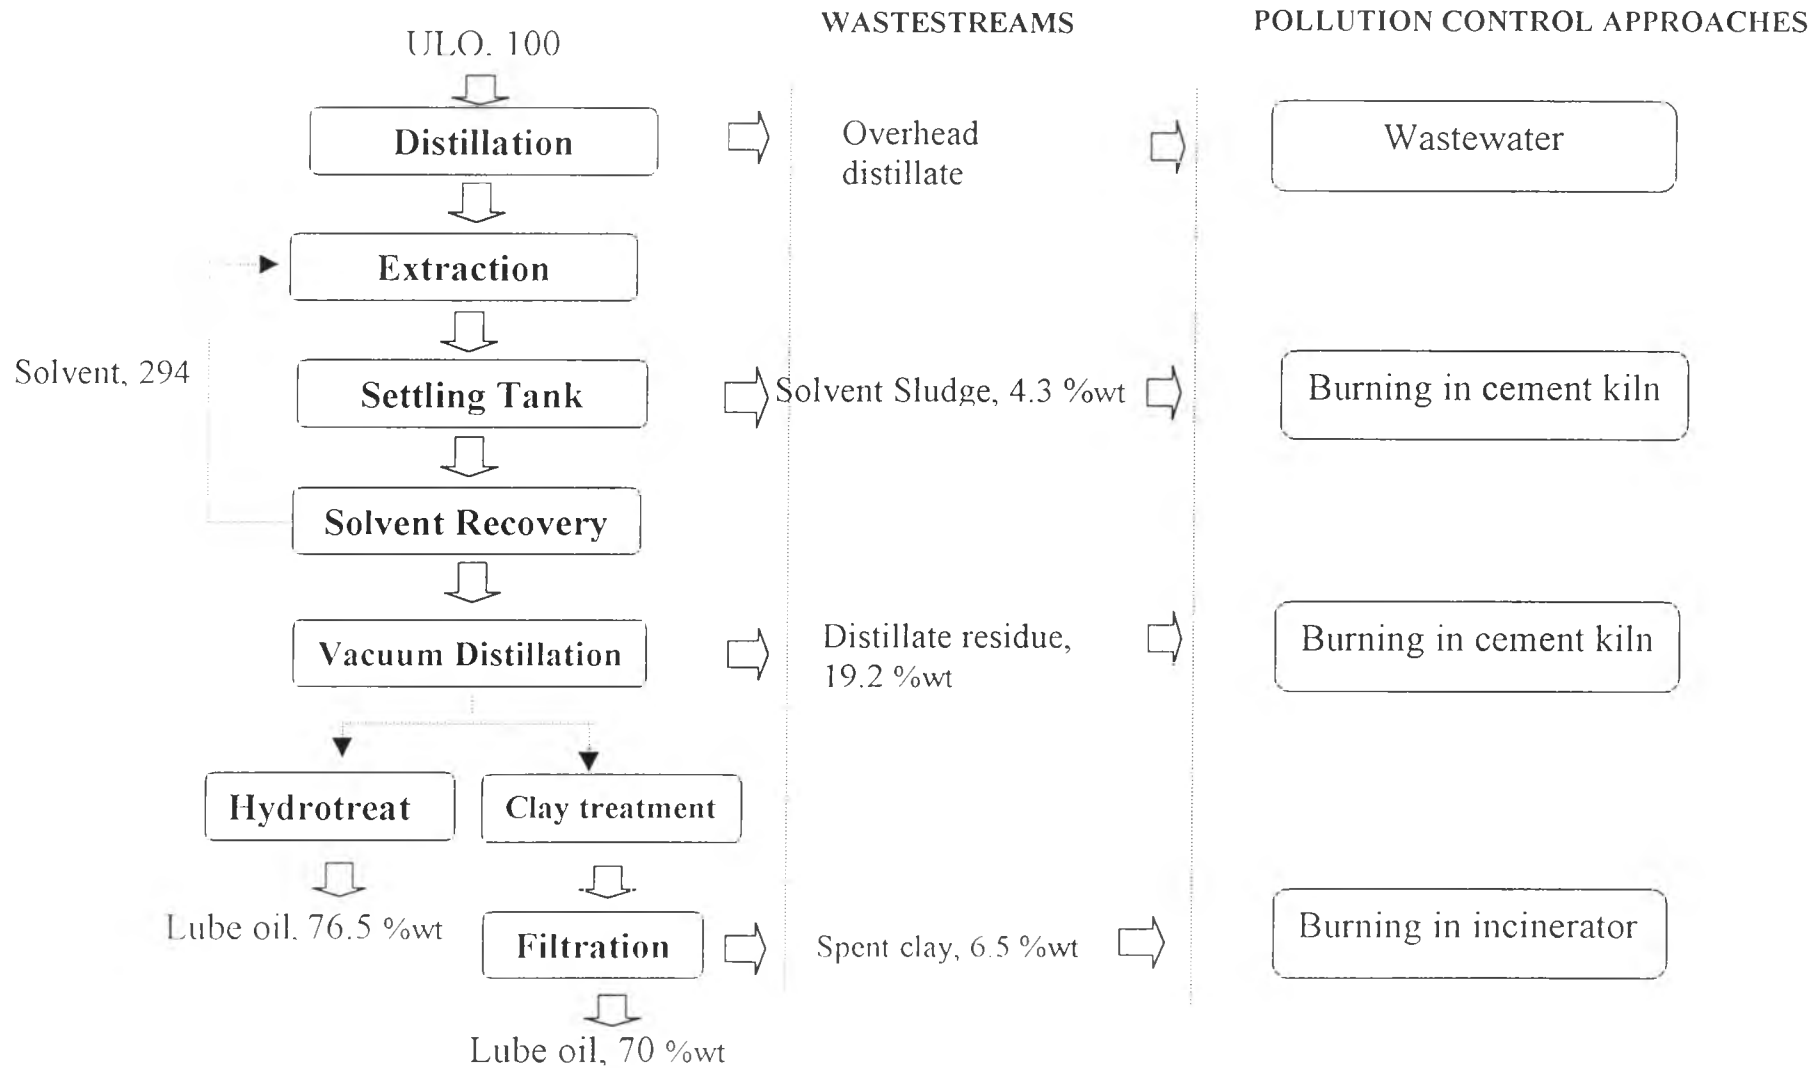 WASTESTREAMS
POLLUTION CONTROL APPROACHES
ULO, 100
Distillation
Overhead
distillate
Wastewater
Extraction
Solvent, 294
Settling Tank
Solvent Sludge, 4.3 %wt
Burning in cement kiln
Solvent Recovery
Vacuum Distillation
Distillate residue,
19.2 %wt
Burning in cement kiln
Hydrotreat
Clay treatment
Lube oil, 76.5 %wt
Filtration
Spent clay, 6.5 %wt
Burning in incinerator
Lube oil, 70 %wt